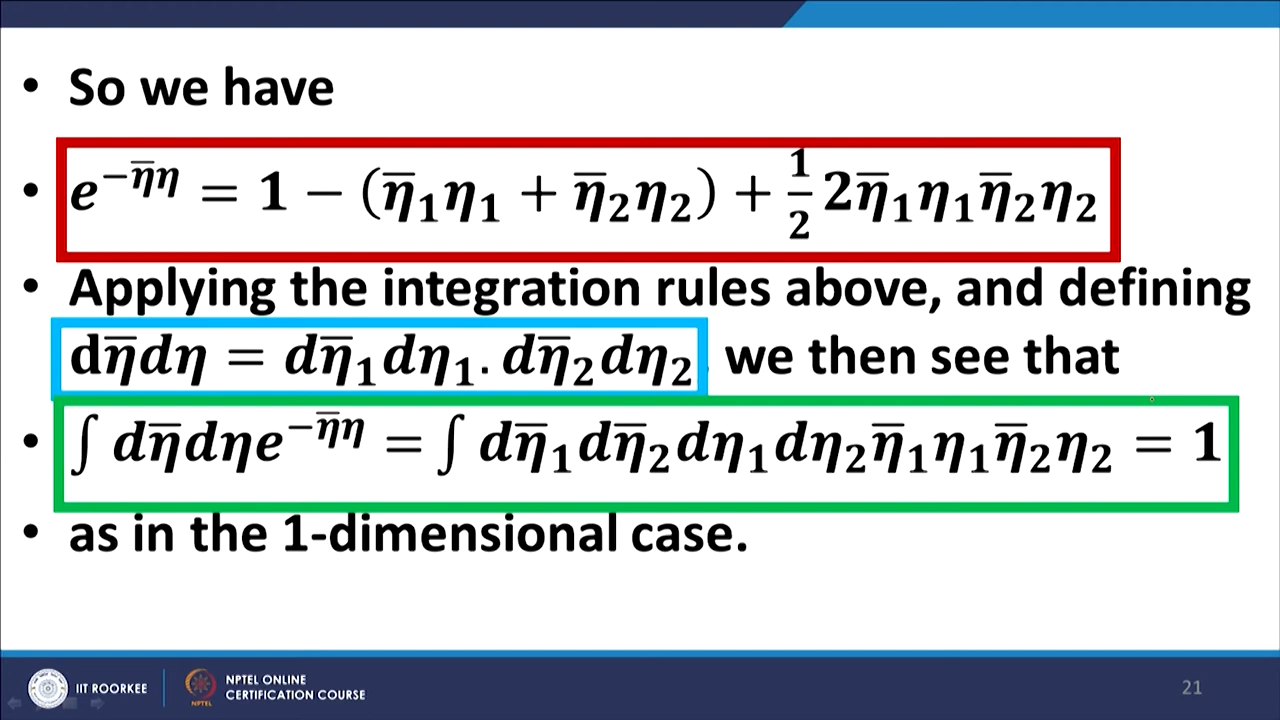 • So we have
• e^{-η̅η} = 1 − (η̅₁η₁ + η̅₂η₂) + ½ 2η̅₁η₁η̅₂η₂
• Applying the integration rules above, and defining
dη̅dη = dη̅₁dη₁. dη̅₂dη₂ we then see that
• ∫ dη̅dηe^{-η̅η} = ∫ dη̅₁dη̅₂dη₁dη₂η̅₁η₁η̅₂η₂ = 1
• as in the 1-dimensional case.
IIT ROORKEE
NPTEL
NPTEL ONLINE
CERTIFICATION COURSE
21